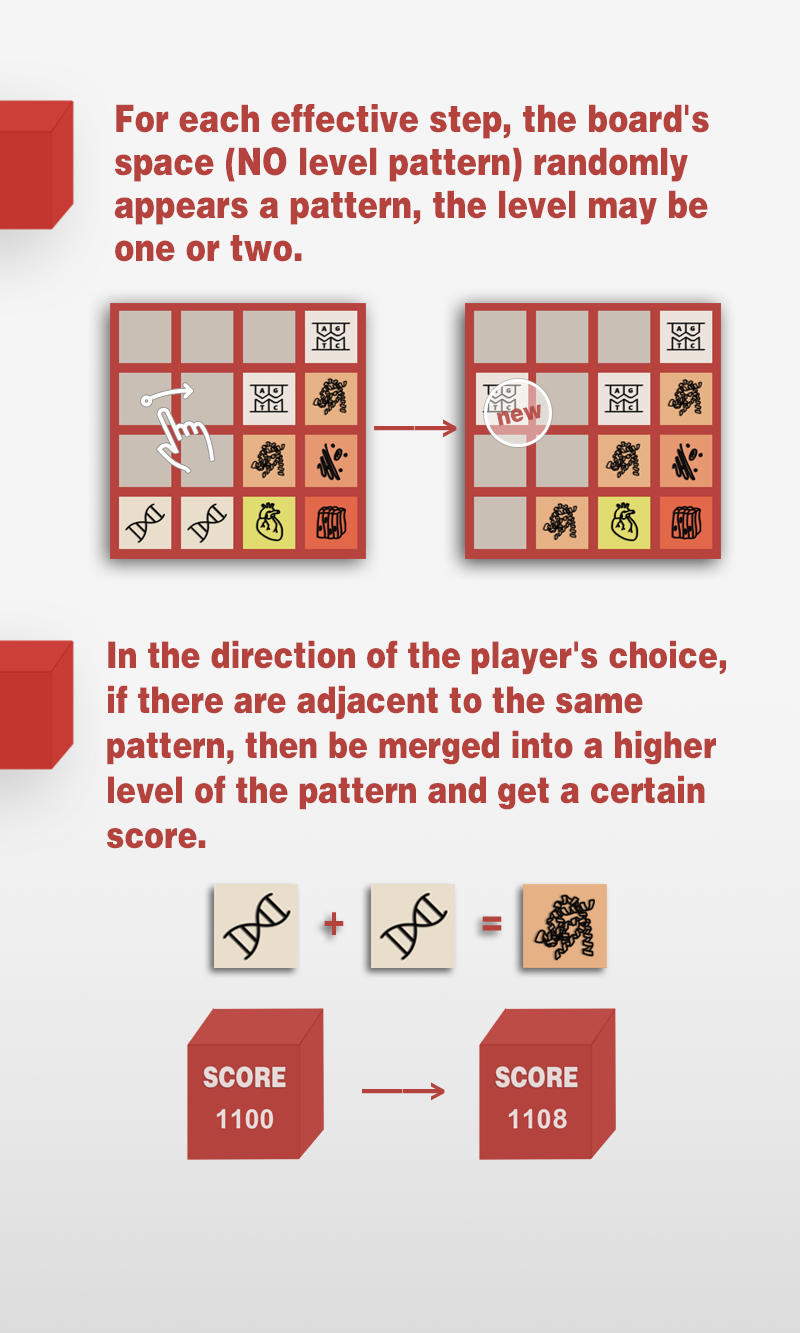 For each effective step, the board's
space (NO level pattern) randomly
appears a pattern, the level may be
one or two.
A G
T C
A G
T C
A G
T C
A G
T C
A G
T C
new
In the direction of the player's choice,
if there are adjacent to the same
pattern, then be merged into a higher
level of the pattern and get a certain
score.
+ =
SCORE
1100
SCORE
1108